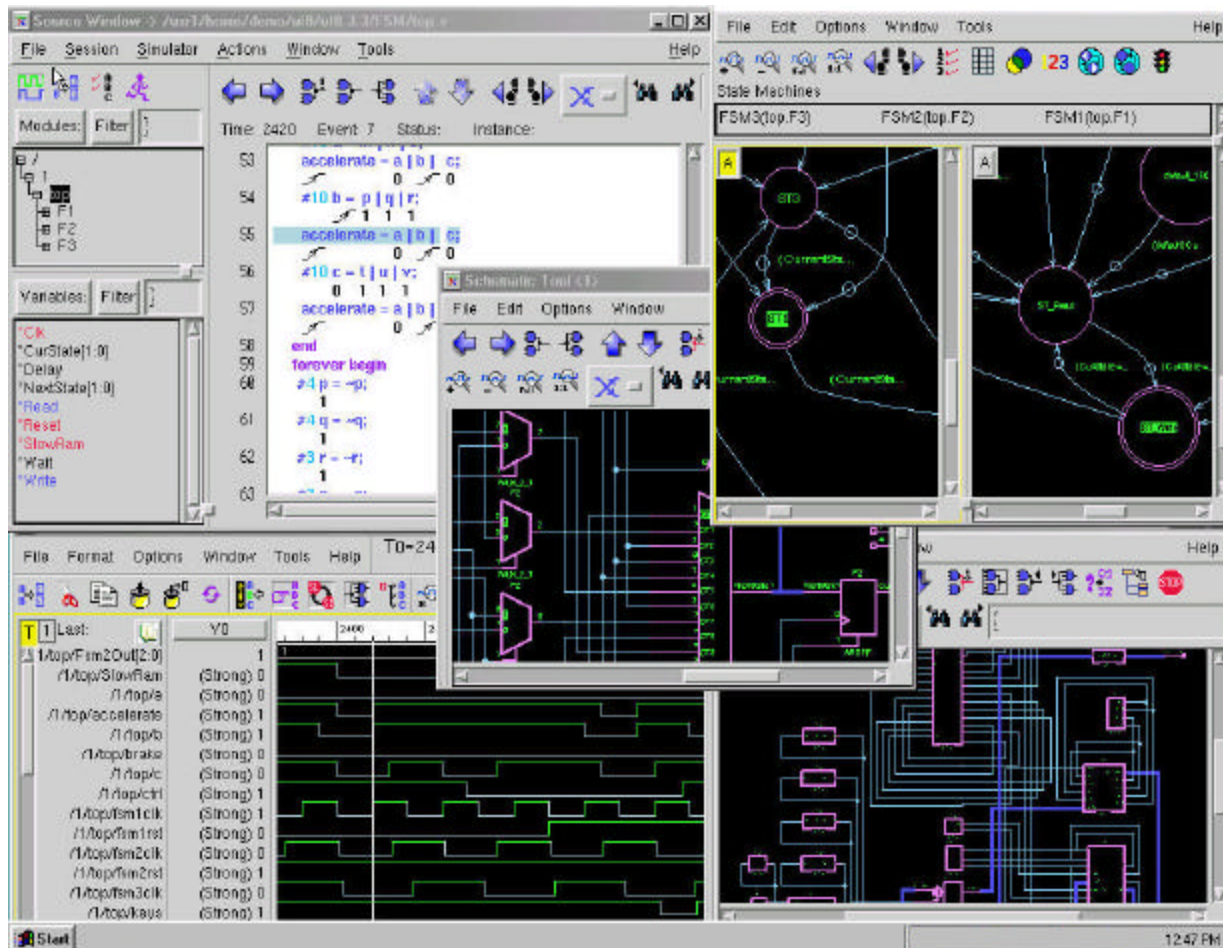 Source Window -> /usr1/home/demo/ui8/ui8.3.3/FSM/top.v
File Session Simulator Actions Window Tools Help
Modules: Filter
Time: 2420 Event 7 Status: Instance:
/
1
top
F1
F2
F3
53 accelerate = a | b | c;
0 0
54 #10 b = p | q | r;
1 1 1
55 accelerate = a | b | c;
0 0
56 #10 c = t | u | v;
0 1 1 1
57 accelerate = a | b |
0
58 end
59 forever begin
60 #4 p = ~p;
1
61 #4 q = ~q;
1
62 #3 r = ~r;
1
63
Variables: Filter
*Clk
*CurState[1:0]
*Delay
*NextState[1:0]
*Read
*Reset
*SlowRam
*Wait
*Write
File Edit Options Window Tools Help
123
State Machines
FSM3(top.F3) FSM2(top.F2) FSM1(top.F1)
A
ST3
(CurrentSta...
(CurrentSta...
A
Schematic Tool (1)
File Edit Options Window
File Format Options Window Tools Help T0=24
T 1 Last: V0
2400
/1/top/Fsm2Out[2:0] 1
/1/top/SlowRam (Strong) 0
/1/top/a (Strong) 0
/1/top/accelerate (Strong) 1
/1/top/b (Strong) 1
/1/top/brake (Strong) 0
/1/top/c (Strong) 0
/1/top/ctrl (Strong) 1
/1/top/fsm1clk (Strong) 1
/1/top/fsm1rst (Strong) 0
/1/top/fsm2clk (Strong) 0
/1/top/fsm2rst (Strong) 1
/1/top/fsm3clk (Strong) 0
/1/top/keys (Strong) 1
Help
STOP
Start
12:47 PM